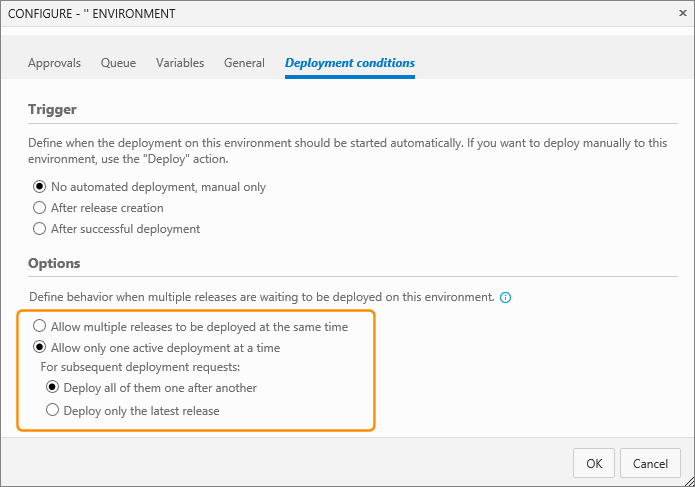 CONFIGURE - '' ENVIRONMENT
Approvals Queue Variables General Deployment conditions
Trigger
Define when the deployment on this environment should be started automatically. If you want to deploy manually to this
environment, use the "Deploy" action.
No automated deployment, manual only
After release creation
After successful deployment
Options
Define behavior when multiple releases are waiting to be deployed on this environment.
Allow multiple releases to be deployed at the same time
Allow only one active deployment at a time
For subsequent deployment requests:
Deploy all of them one after another
Deploy only the latest release
OK Cancel